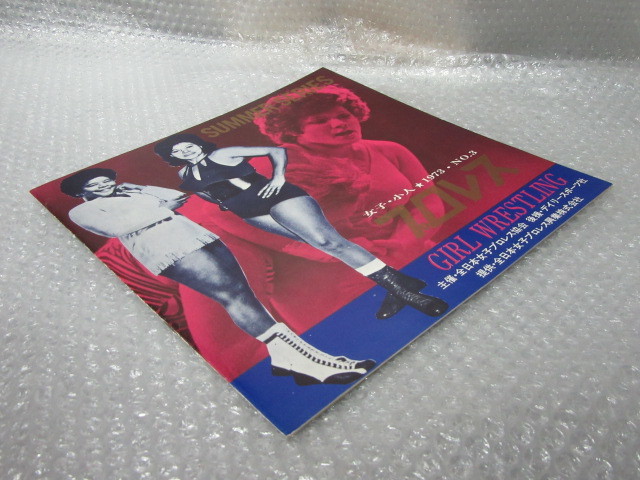 SUMMER SERIES
女子・小人★1973・NO.3
プロレス
GIRL WRESTLING
主催・全日本女子プロレス協会 後援・デイリースポーツ社
提供・全日本女子プロレス興業株式会社